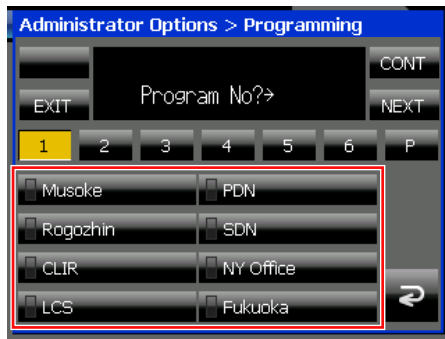 Administrator Options > Programming
CONT
EXIT
Program No?→
NEXT
1 2 3 4 5 6 P
Musoke PDN
Rogozhin SDN
CLIR NY Office
LCS Fukuoka